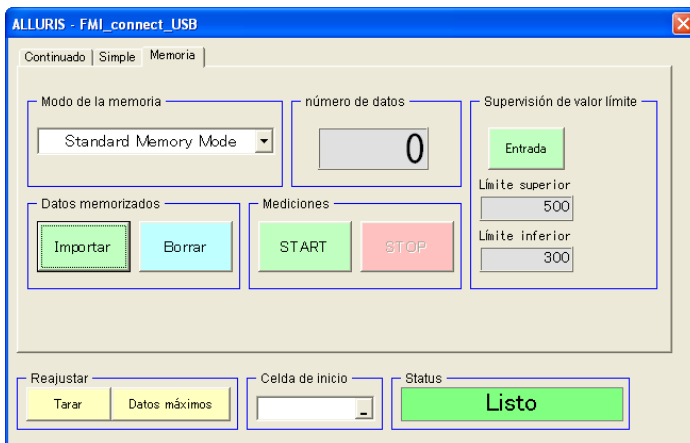 ALLURIS - FMI_connect_USB
Continuado
Simple
Memoria
Modo de la memoria
Standard Memory Mode
número de datos
0
Supervisión de valor límite
Entrada
Límite superior
500
Límite inferior
300
Datos memorizados
Importar
Borrar
Mediciones
START
STOP
Reajustar
Tarar
Datos máximos
Celda de inicio
Status
Listo